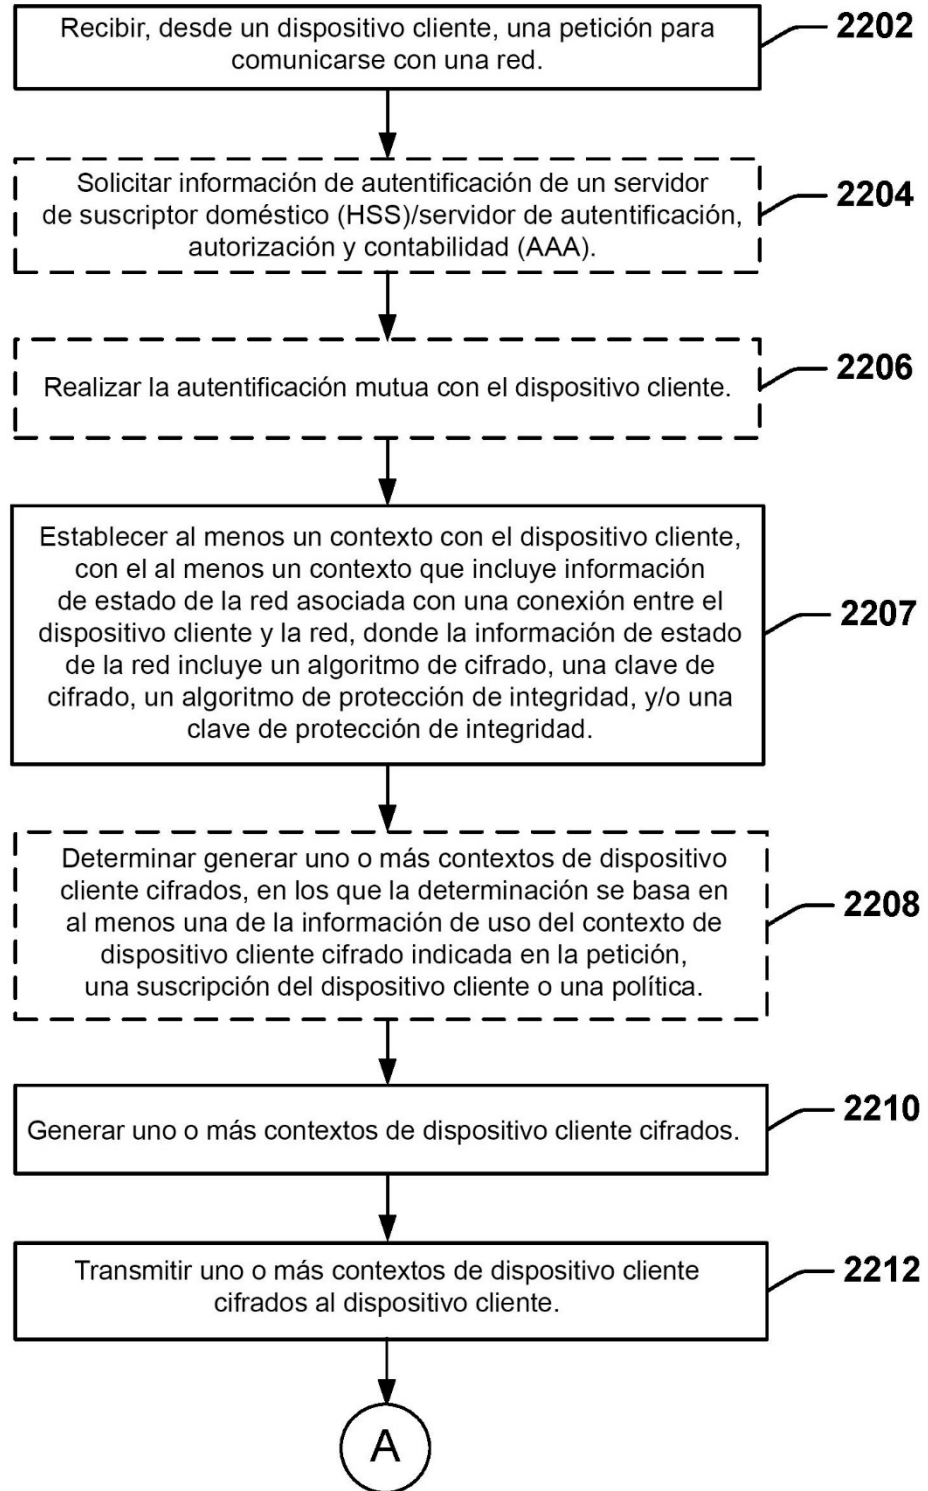 Recibir, desde un dispositivo cliente, una petición para
comunicarse con una red.
2202
Solicitar información de autentificación de un servidor
de suscriptor doméstico (HSS)/servidor de autentificación,
autorización y contabilidad (AAA).
2204
Realizar la autentificación mutua con el dispositivo cliente.
2206
Establecer al menos un contexto con el dispositivo cliente,
con el al menos un contexto que incluye información
de estado de la red asociada con una conexión entre el
dispositivo cliente y la red, donde la información de estado
de la red incluye un algoritmo de cifrado, una clave de
cifrado, un algoritmo de protección de integridad, y/o una
clave de protección de integridad.
2207
Determinar generar uno o más contextos de dispositivo
cliente cifrados, en los que la determinación se basa en
al menos una de la información de uso del contexto de
dispositivo cliente cifrado indicada en la petición,
una suscripción del dispositivo cliente o una política.
2208
Generar uno o más contextos de dispositivo cliente cifrados.
2210
Transmitir uno o más contextos de dispositivo cliente
cifrados al dispositivo cliente.
2212
A